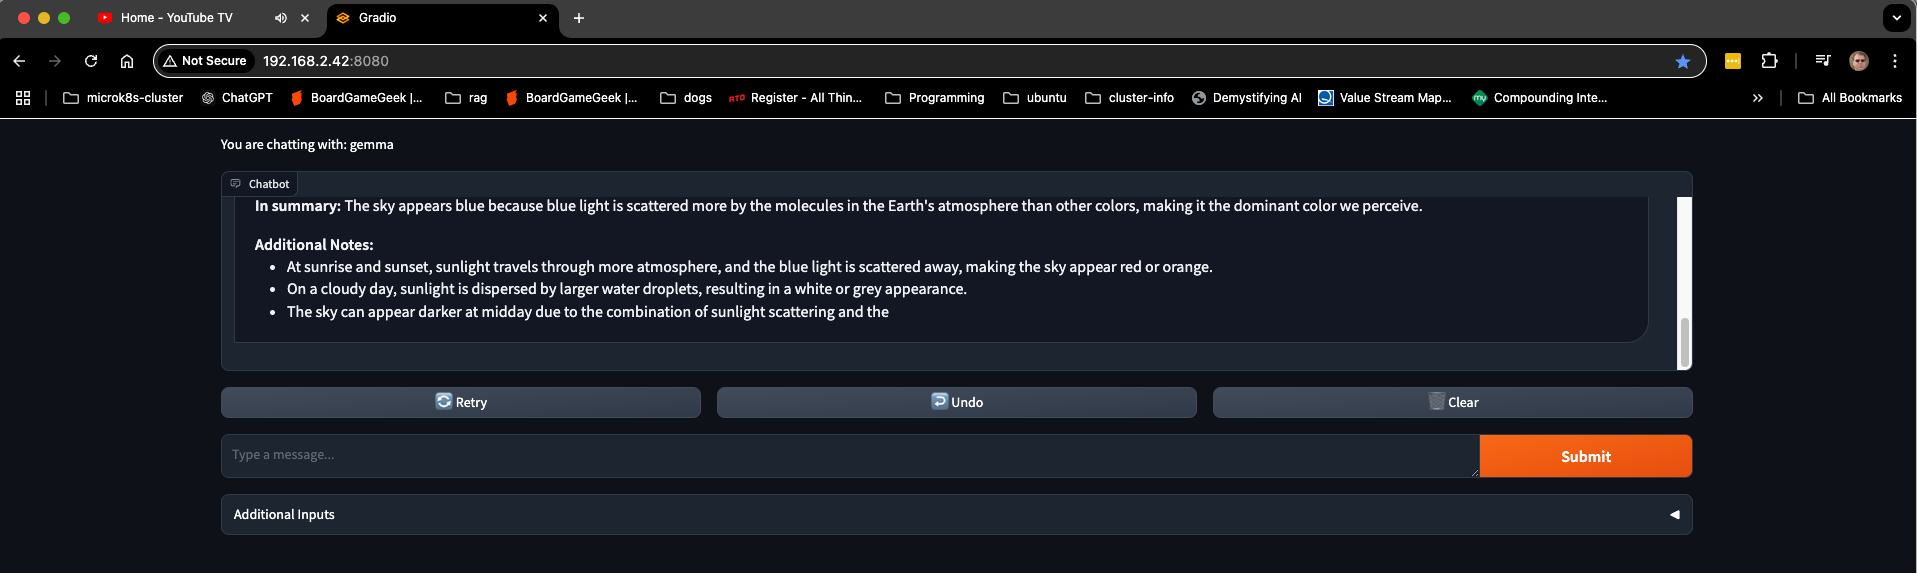 Home - YouTube TV
Gradio
Not Secure 192.168.2.42:8080
microk8s-cluster ChatGPT BoardGameGeek |... rag BoardGameGeek |... dogs RTO Register - All Thin... Programming ubuntu cluster-info Demystifying AI Value Stream Map... my Compounding Inte... All Bookmarks
You are chatting with: gemma
Chatbot
In summary: The sky appears blue because blue light is scattered more by the molecules in the Earth's atmosphere than other colors, making it the dominant color we perceive.
Additional Notes:
• At sunrise and sunset, sunlight travels through more atmosphere, and the blue light is scattered away, making the sky appear red or orange.
• On a cloudy day, sunlight is dispersed by larger water droplets, resulting in a white or grey appearance.
• The sky can appear darker at midday due to the combination of sunlight scattering and the
Retry
Undo
Clear
Type a message...
Submit
Additional Inputs